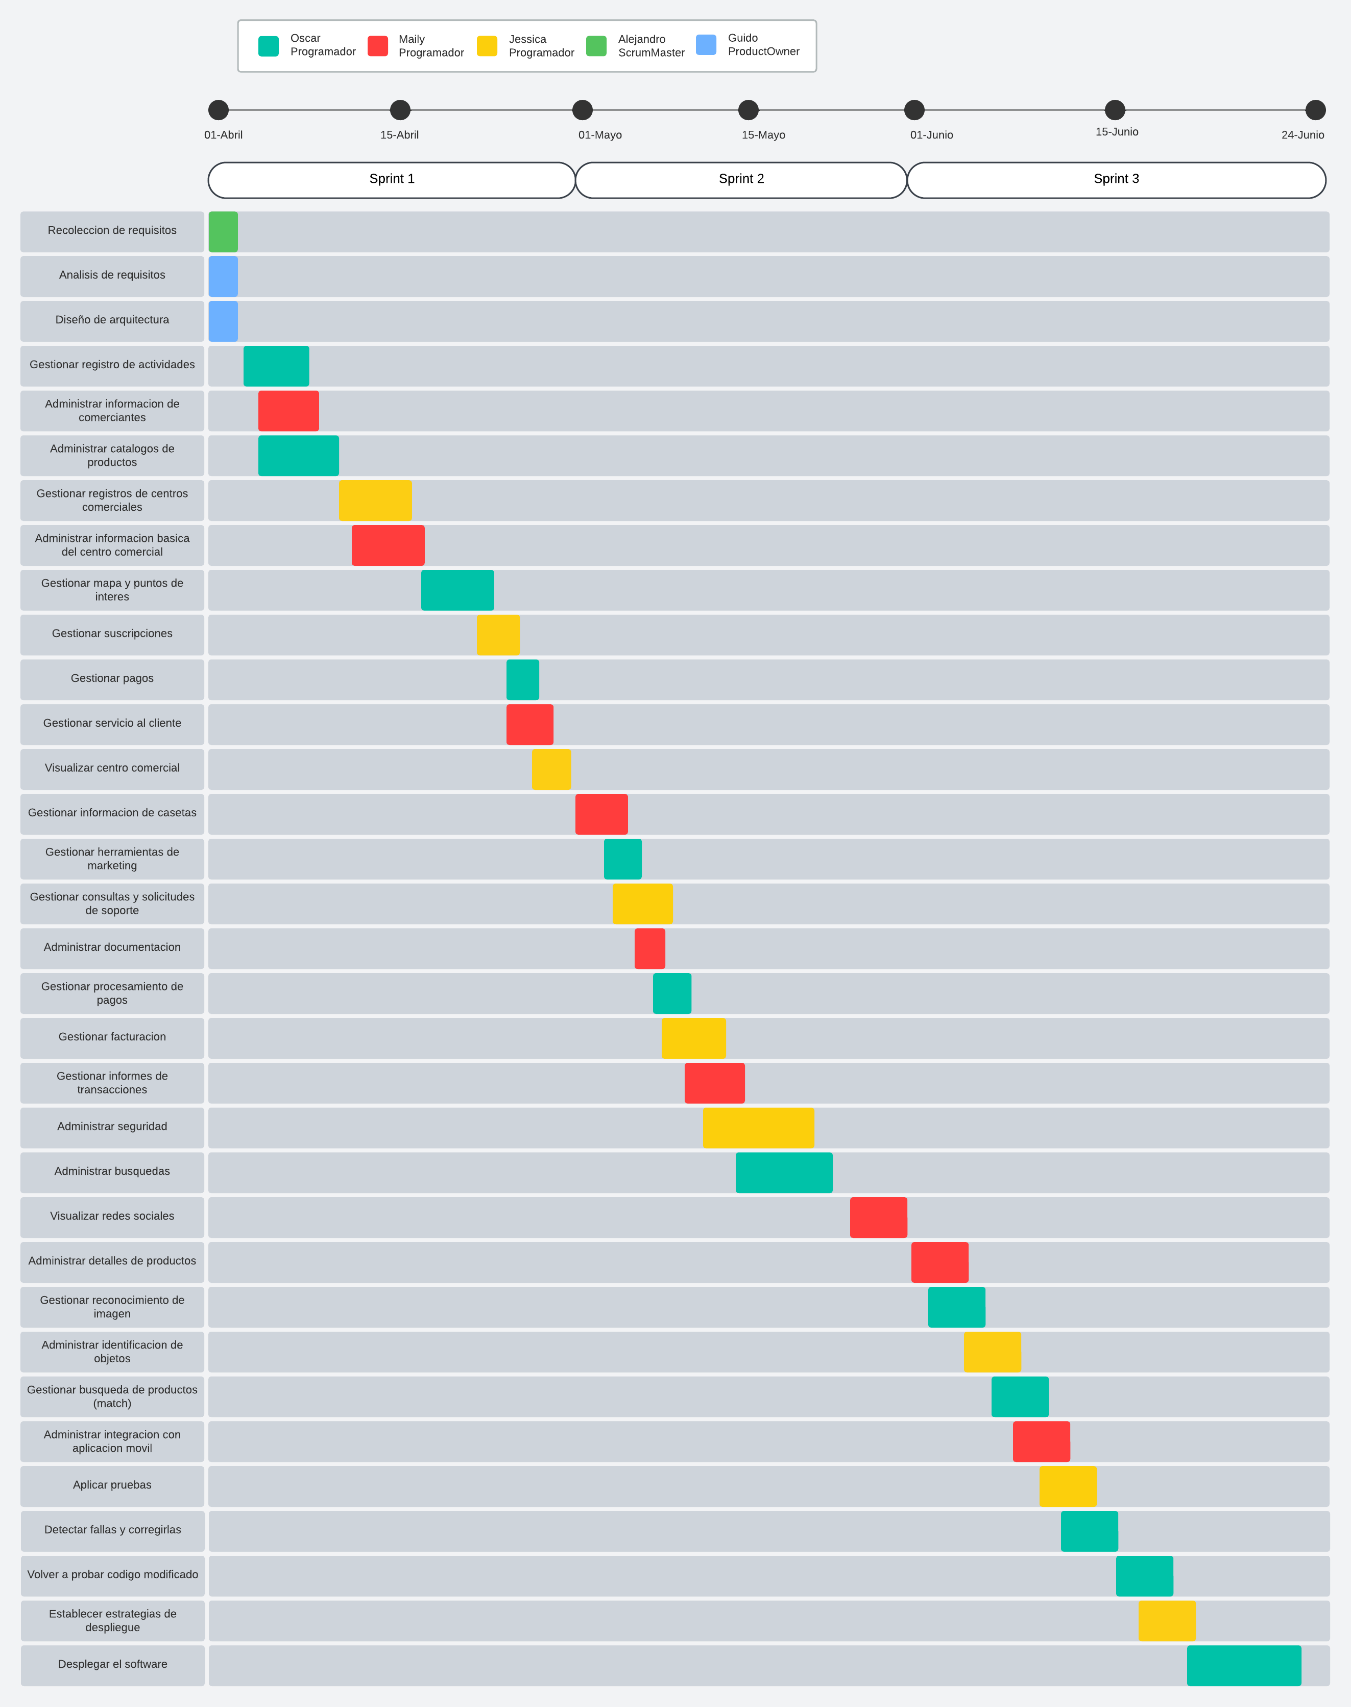 Oscar
Programador
Maily
Programador
Jessica
Programador
Alejandro
ScrumMaster
Guido
ProductOwner
01-Abril
15-Abril
01-Mayo
15-Mayo
01-Junio
15-Junio
24-Junio
Sprint 1
Sprint 2
Sprint 3
Recoleccion de requisitos
Analisis de requisitos
Diseño de arquitectura
Gestionar registro de actividades
Administrar informacion de
comerciantes
Administrar catalogos de
productos
Gestionar registros de centros
comerciales
Administrar informacion basica
del centro comercial
Gestionar mapa y puntos de
interes
Gestionar suscripciones
Gestionar pagos
Gestionar servicio al cliente
Visualizar centro comercial
Gestionar informacion de casetas
Gestionar herramientas de
marketing
Gestionar consultas y solicitudes
de soporte
Administrar documentacion
Gestionar procesamiento de
pagos
Gestionar facturacion
Gestionar informes de
transacciones
Administrar seguridad
Administrar busquedas
Visualizar redes sociales
Administrar detalles de productos
Gestionar reconocimiento de
imagen
Administrar identificacion de
objetos
Gestionar busqueda de productos
(match)
Administrar integracion con
aplicacion movil
Aplicar pruebas
Detectar fallas y corregirlas
Volver a probar codigo modificado
Establecer estrategias de
despliegue
Desplegar el software